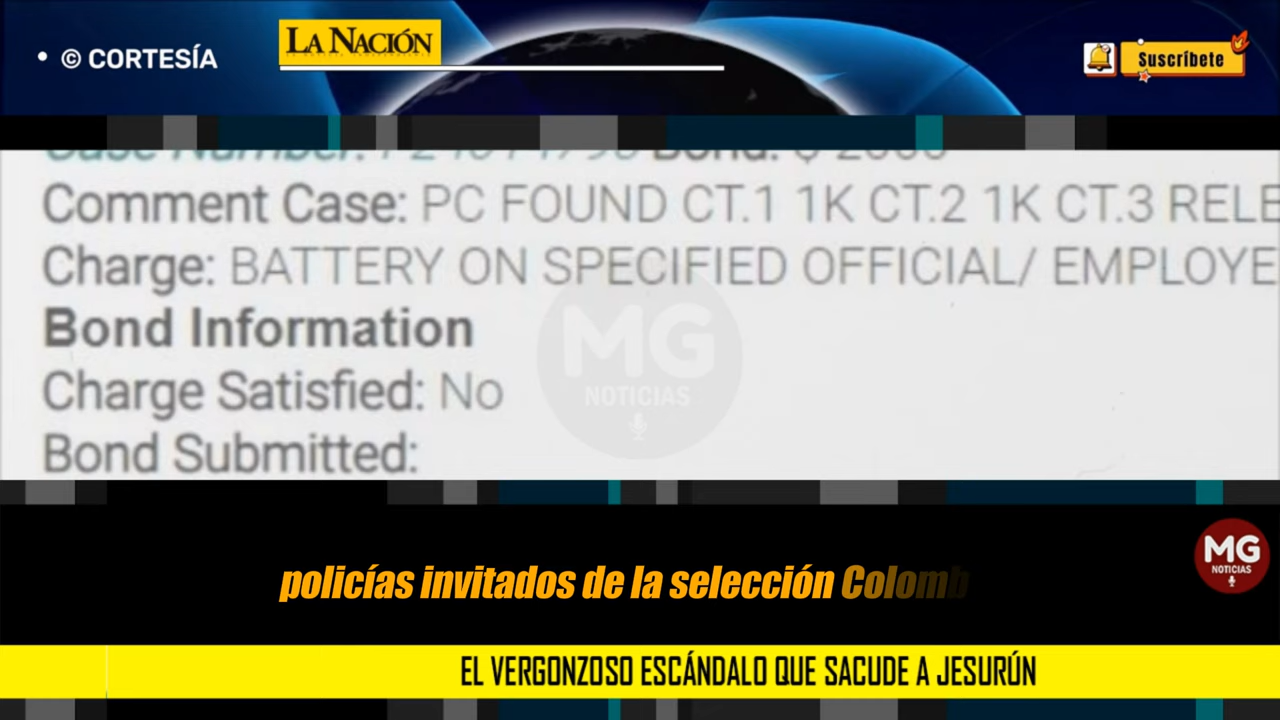 • © CORTESÍA
LA NACIÓN
Suscríbete
Comment Case: PC FOUND CT.1 1K CT.2 1K CT.3 RELE
Charge: BATTERY ON SPECIFIED OFFICIAL/ EMPLOYE
Bond Information
Charge Satisfied: No
Bond Submitted:
MG
NOTICIAS
policías invitados de la selección Colomb
MG
NOTICIAS
EL VERGONZOSO ESCÁNDALO QUE SACUDE A JESURÚN